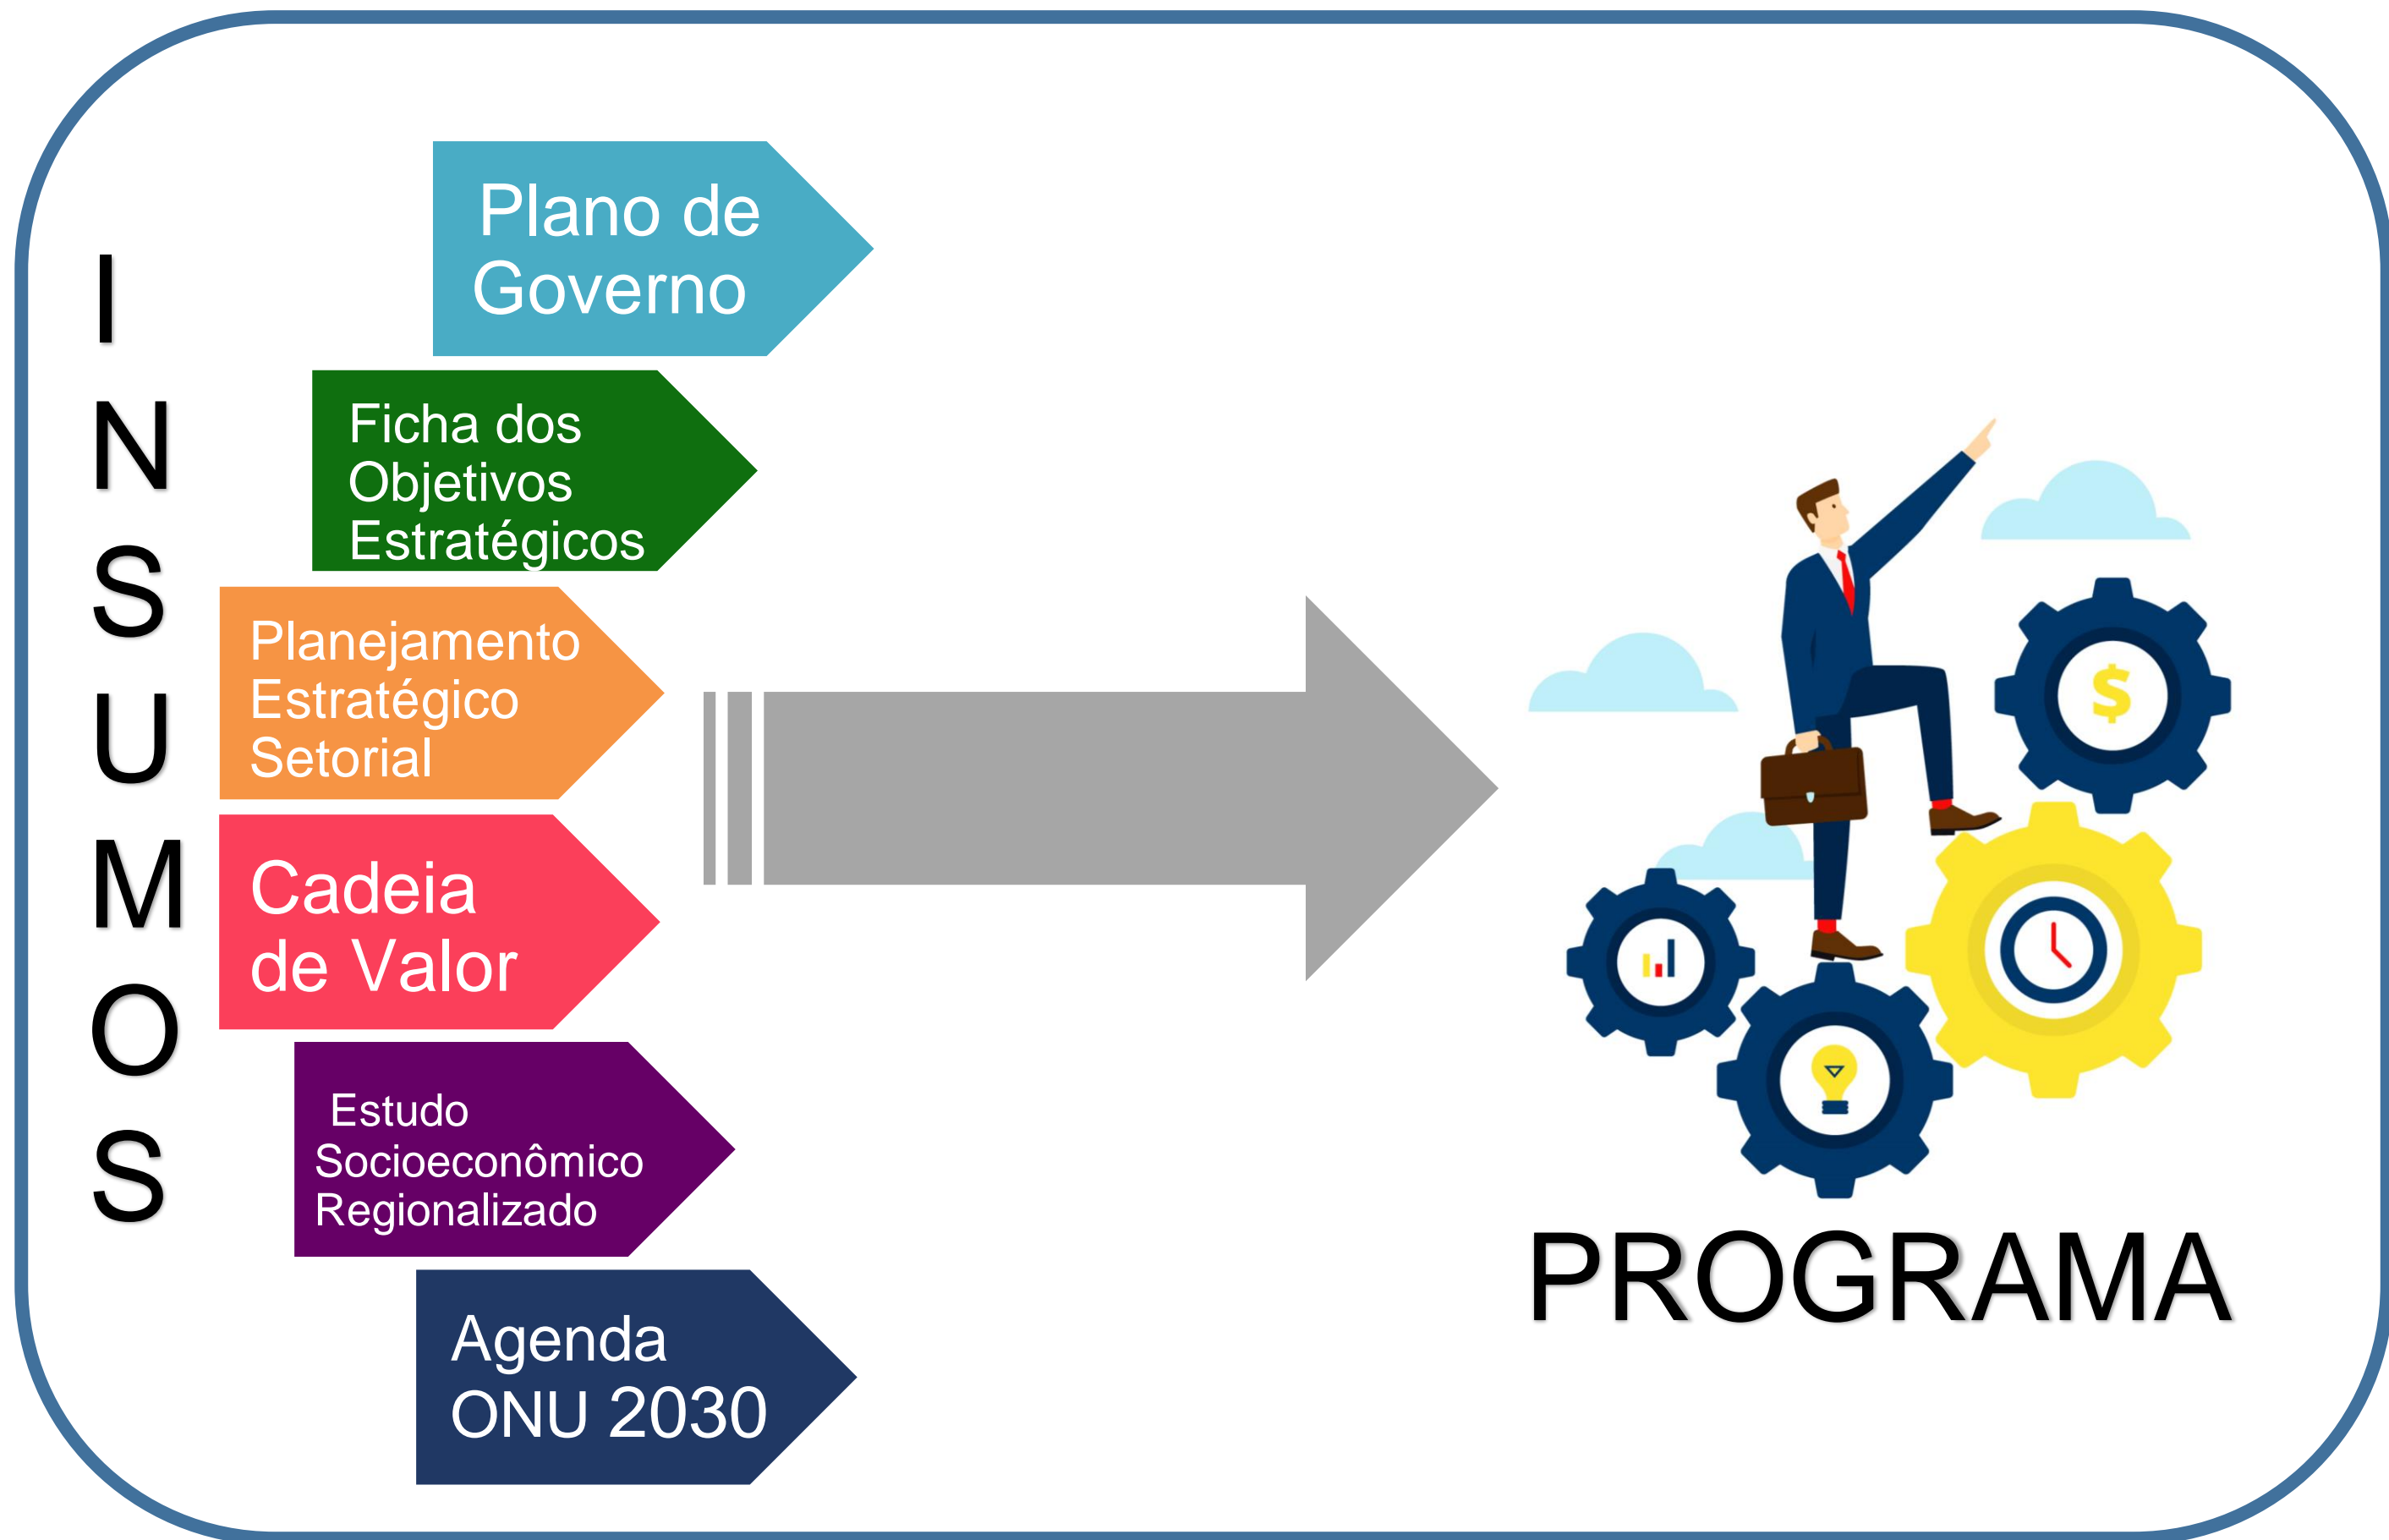 INSUMOS
Plano de
Governo
Ficha dos
Objetivos
Estratégicos
Planejamento
Estratégico
Setorial
Cadeia
de Valor
Estudo
Socioeconômico
Regionalizado
Agenda
ONU 2030
$
PROGRAMA